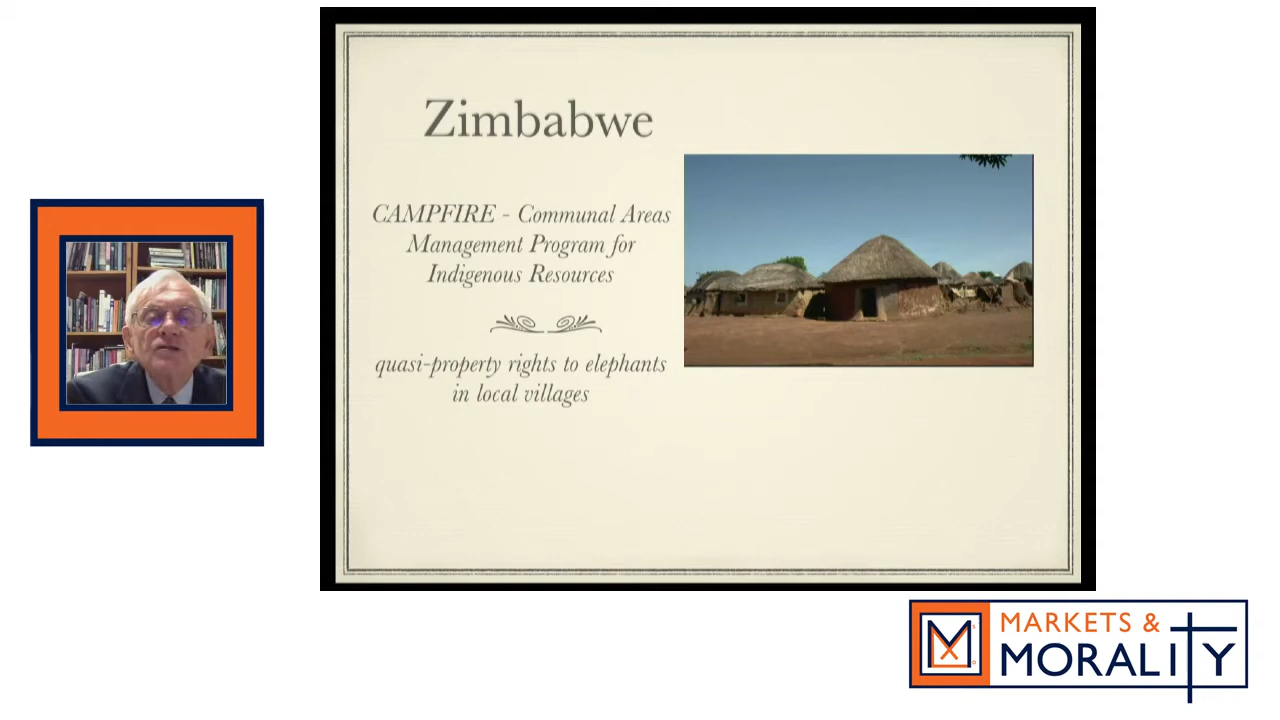 Zimbabwe
CAMPFIRE - Communal Areas
Management Program for
Indigenous Resources
quasi-property rights to elephants
in local villages
MARKETS &
MORALITY